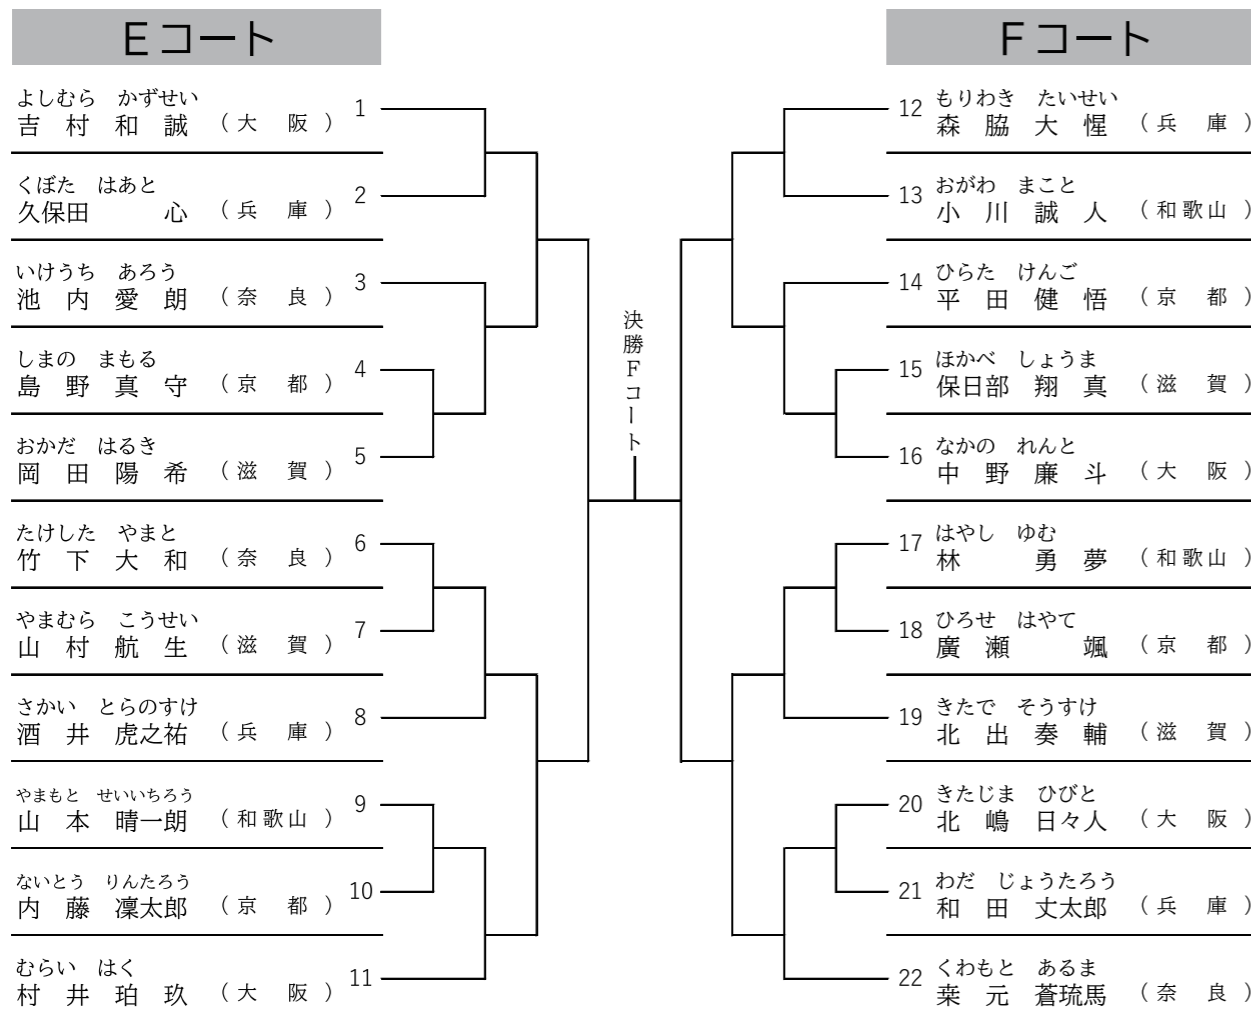 Eコート
よしむら かずせい
吉村和誠 (大阪) 1
くぼた はあと
久保田 心 (兵庫) 2
いけうち あろう
池内愛朗 (奈良) 3
しまの まもる
島野真守 (京都) 4
おかだ はるき
岡田陽希 (滋賀) 5
たけした やまと
竹下大和 (奈良) 6
やまむら こうせい
山村航生 (滋賀) 7
さかい とらのすけ
酒井虎之祐 (兵庫) 8
やまもと せいいちろう
山本晴一朗 (和歌山) 9
ないとう りんたろう
内藤凜太郎 (京都) 10
むらい はく
村井珀玖 (大阪) 11
決勝Fコート
Fコート
もりわき たいせい
12 森脇大惺 (兵庫)
おがわ まこと
13 小川誠人 (和歌山)
ひらた けんご
14 平田健悟 (京都)
ほかべ しょうま
15 保日部翔真 (滋賀)
なかの れんと
16 中野廉斗 (大阪)
はやし ゆむ
17 林 勇夢 (和歌山)
ひろせ はやて
18 廣瀬 颯 (京都)
きたで そうすけ
19 北出奏輔 (滋賀)
きたじま ひびと
20 北嶋日々人 (大阪)
わだ じょうたろう
21 和田丈太郎 (兵庫)
くわもと あるま
22 桒元蒼琉馬 (奈良)